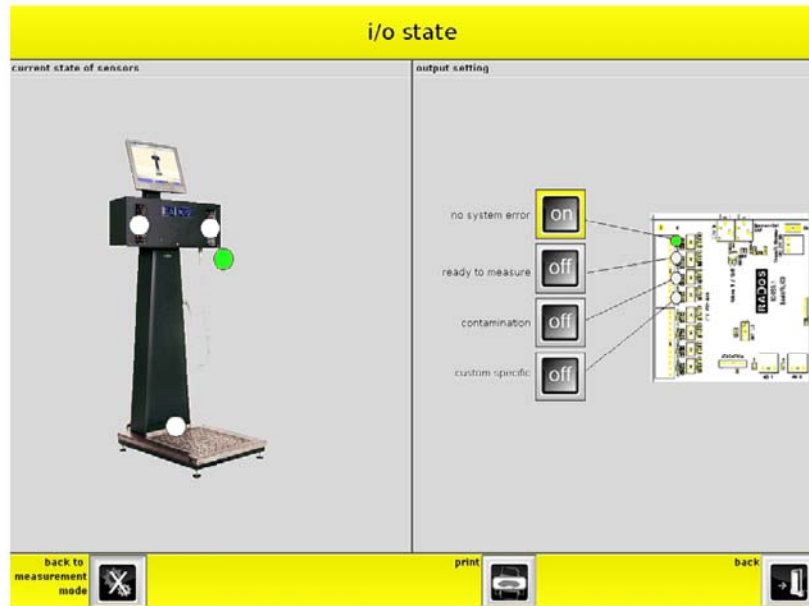 i/o state
current state of sensors
output setting
no system error
on
ready to measure
off
contamination
off
custom specific
off
RADOS
RADOS
back to
measurement
mode
print
back